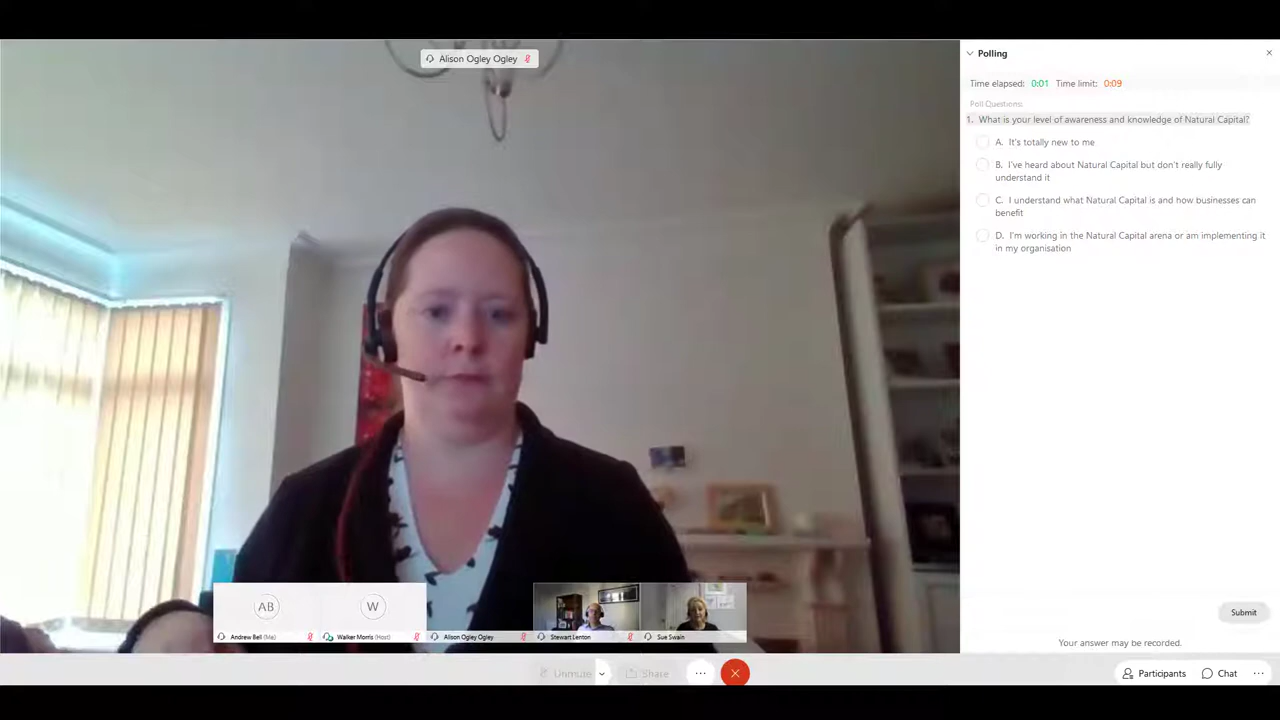 Alison Ogley Ogley
Polling
Time elapsed: 0:01 Time limit: 0:09
Poll Questions:
1. What is your level of awareness and knowledge of Natural Capital?
A. It's totally new to me
B. I've heard about Natural Capital but don't really fully
understand it
C. I understand what Natural Capital is and how businesses can
benefit
D. I'm working in the Natural Capital arena or am implementing it
in my organisation
AB
W
Andrew Bell (Me)
Walker Morris (Host)
Alison Ogley Ogley
Stewart Lenton
Sue Swain
Submit
Your answer may be recorded.
Unmute
Share
Participants
Chat